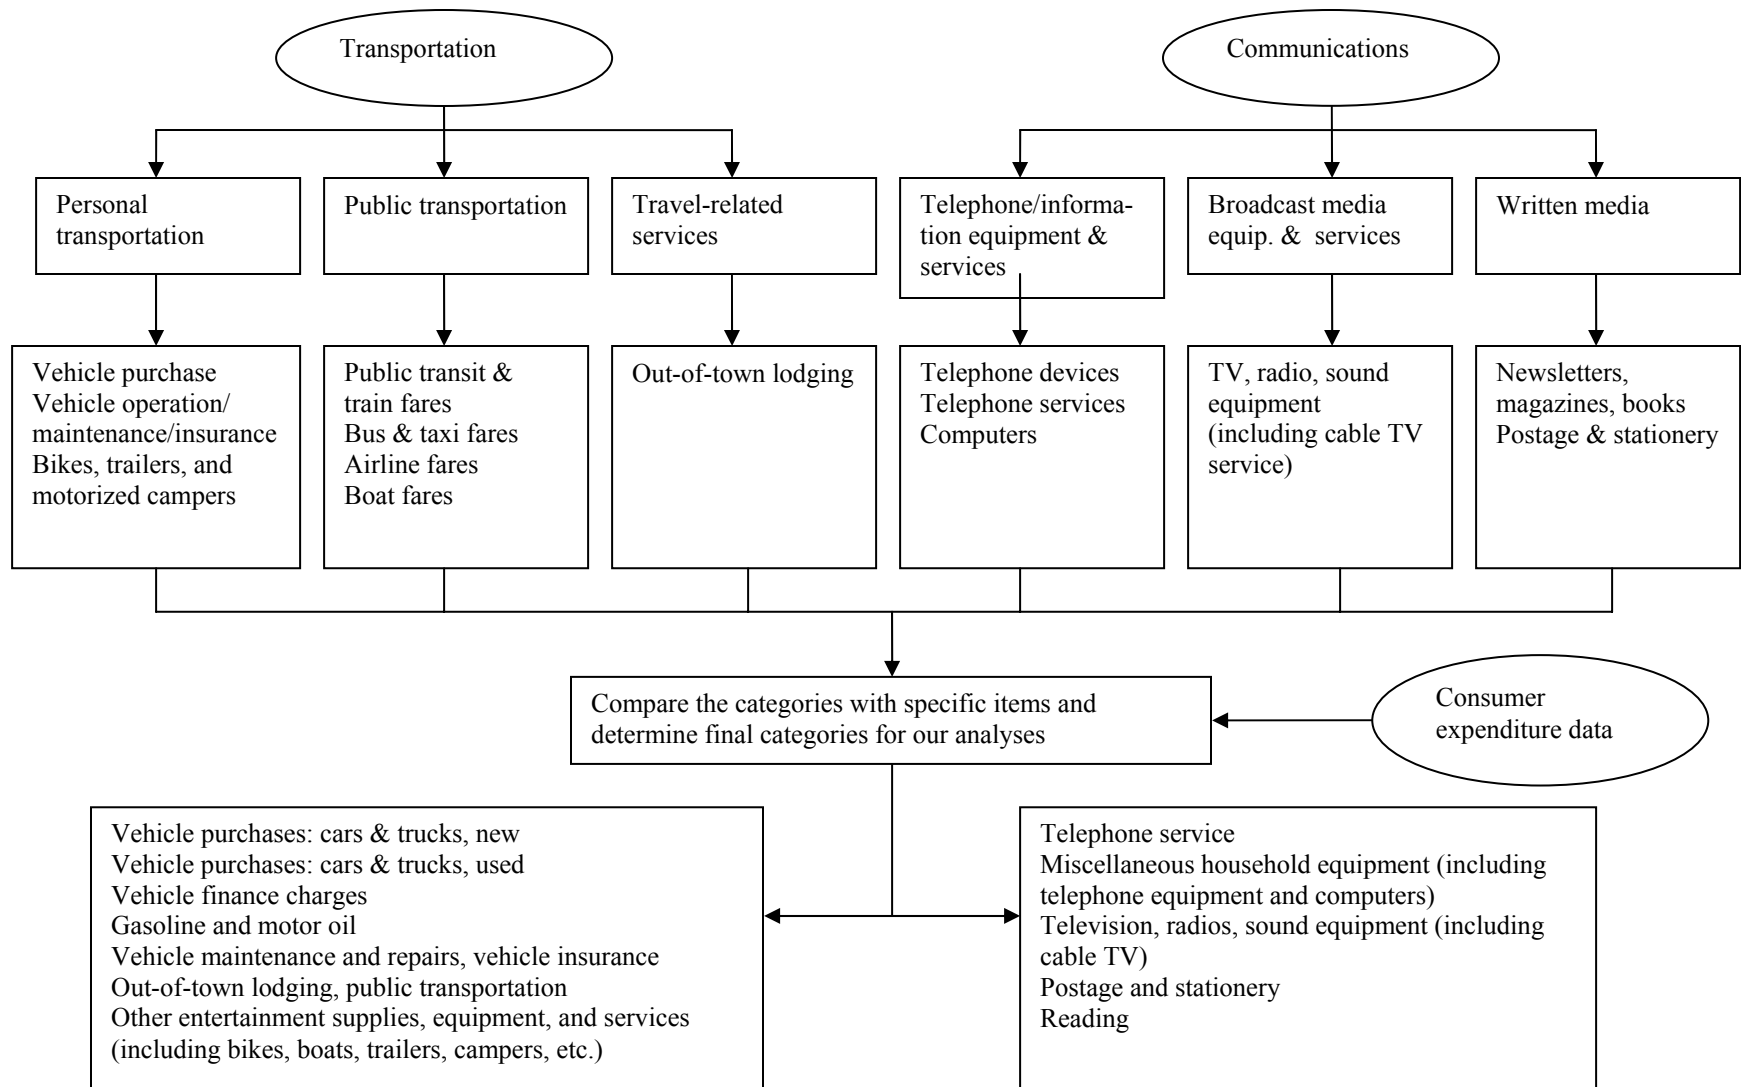 Transportation
Communications
Personal
transportation
Public transportation
Travel-related
services
Telephone/informa-
tion equipment &
services
Broadcast media
equip. & services
Written media
Vehicle purchase
Vehicle operation/
maintenance/insurance
Bikes, trailers, and
motorized campers
Public transit &
train fares
Bus & taxi fares
Airline fares
Boat fares
Out-of-town lodging
Telephone devices
Telephone services
Computers
TV, radio, sound
equipment
(including cable TV
service)
Newsletters,
magazines, books
Postage & stationery
Compare the categories with specific items and
determine final categories for our analyses
Consumer
expenditure data
Vehicle purchases: cars & trucks, new
Vehicle purchases: cars & trucks, used
Vehicle finance charges
Gasoline and motor oil
Vehicle maintenance and repairs, vehicle insurance
Out-of-town lodging, public transportation
Other entertainment supplies, equipment, and services
(including bikes, boats, trailers, campers, etc.)
Telephone service
Miscellaneous household equipment (including
telephone equipment and computers)
Television, radios, sound equipment (including
cable TV)
Postage and stationery
Reading